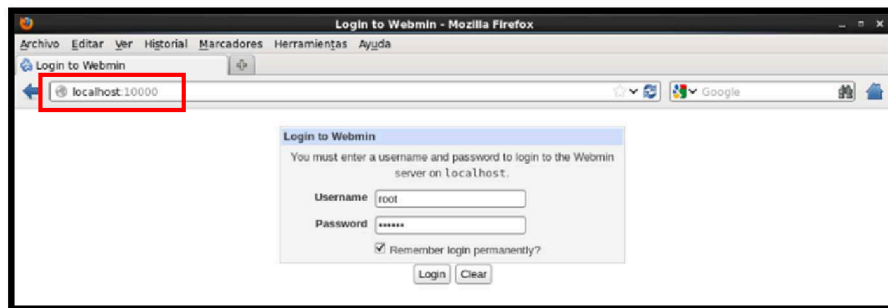 Login to Webmin - Mozilla Firefox
Archivo Editar Ver Historial Marcadores Herramientas Ayuda
Login to Webmin
localhost:10000 Google
Login to Webmin
You must enter a username and password to login to the Webmin
server on localhost.
Username root
Password ••••••
Remember login permanently?
Login Clear